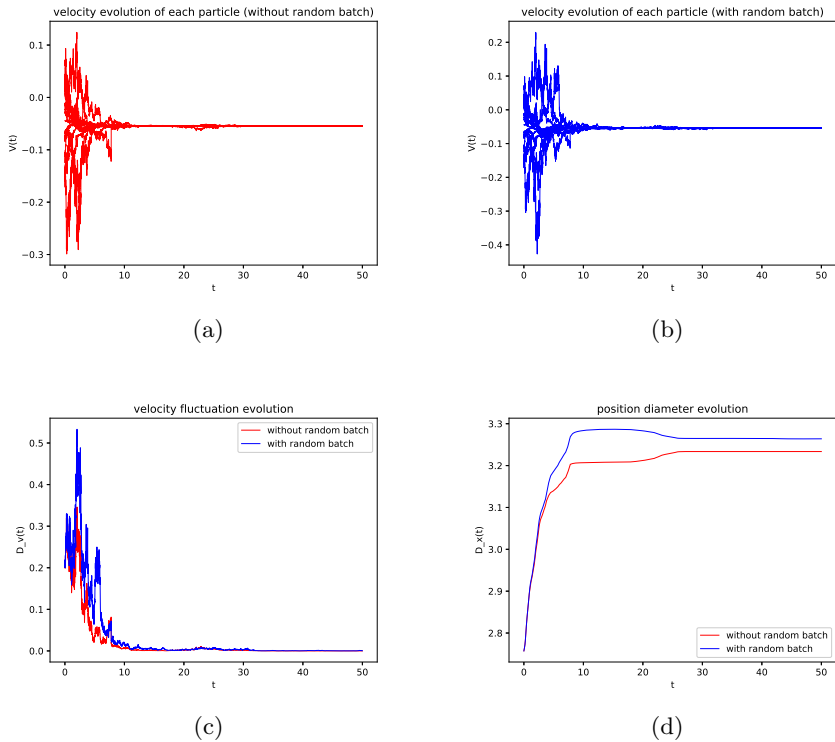 velocity evolution of each particle (without random batch)
0.1
0.0
−0.1
−0.2
−0.3
V(t)
0 10 20 30 40 50
t
(a)
velocity evolution of each particle (with random batch)
0.2
0.1
0.0
−0.1
−0.2
−0.3
−0.4
V(t)
0 10 20 30 40 50
t
(b)
velocity fluctuation evolution
without random batch
with random batch
0.5
0.4
0.3
0.2
0.1
0.0
D_v(t)
0 10 20 30 40 50
t
(c)
position diameter evolution
3.3
3.2
3.1
3.0
2.9
2.8
D_x(t)
without random batch
with random batch
0 10 20 30 40 50
t
(d)